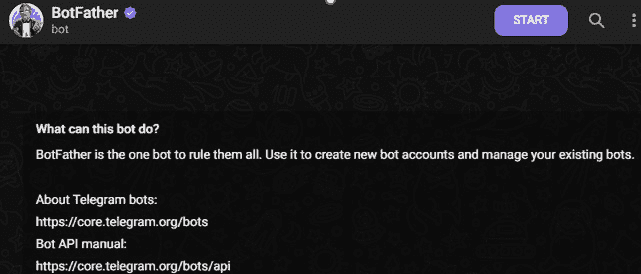 BotFather
bot
START
What can this bot do?
BotFather is the one bot to rule them all. Use it to create new bot accounts and manage your existing bots.
About Telegram bots:
https://core.telegram.org/bots
Bot API manual:
https://core.telegram.org/bots/api